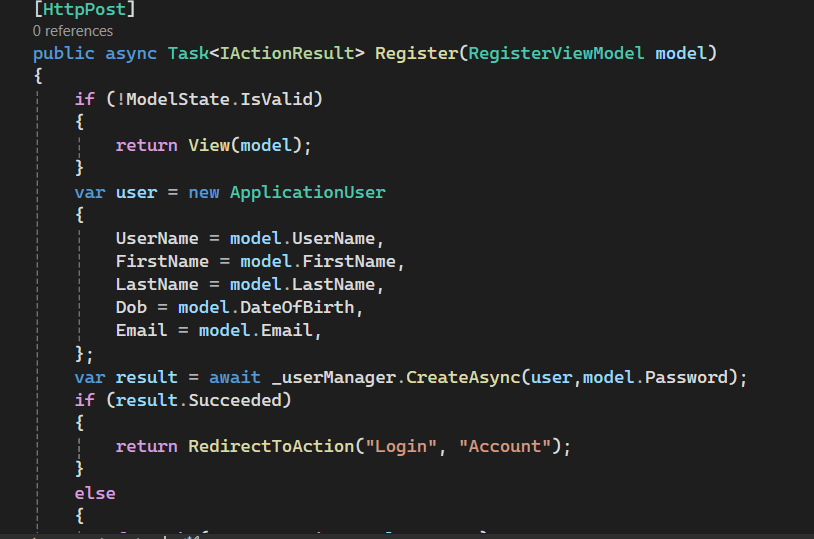 [HttpPost]
0 references
public async Task<IActionResult> Register(RegisterViewModel model)
{
if (!ModelState.IsValid)
{
return View(model);
}
var user = new ApplicationUser
{
UserName = model.UserName,
FirstName = model.FirstName,
LastName = model.LastName,
Dob = model.DateOfBirth,
Email = model.Email,
};
var result = await _userManager.CreateAsync(user,model.Password);
if (result.Succeeded)
{
return RedirectToAction("Login", "Account");
}
else
{